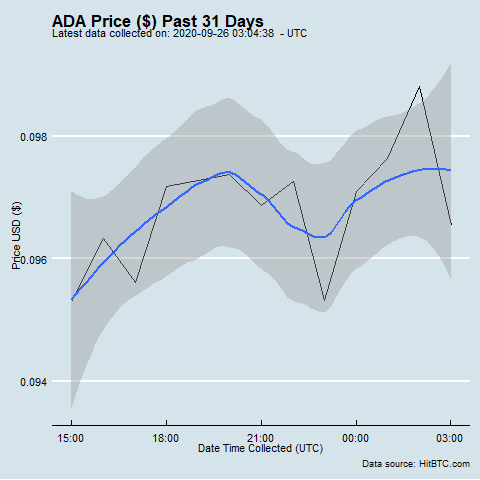 ADA Price ($) Past 31 Days
Latest data collected on: 2020-09-26 03:04:38 - UTC
Price USD ($)
0.098
0.096
0.094
15:00 18:00 21:00 00:00 03:00
Date Time Collected (UTC)
Data source: HitBTC.com